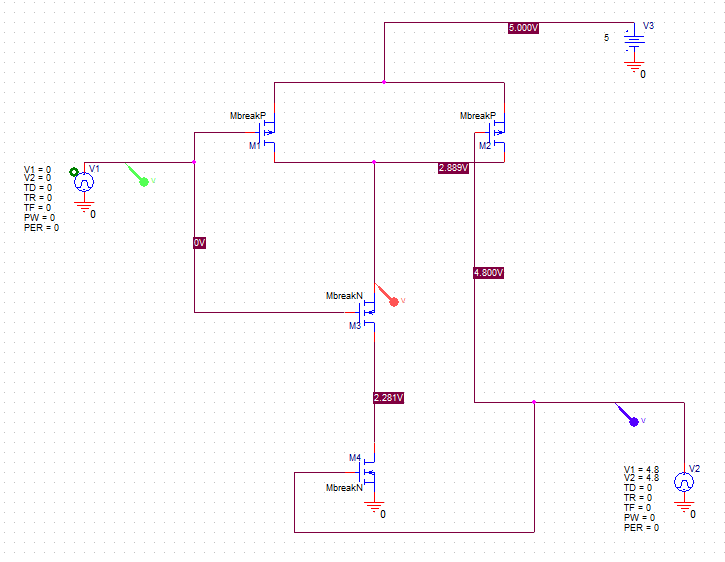 5.000V
V3
5
0
MbreakP
MbreakP
M1
M2
2.889V
V1 = 0
V2 = 0
TD = 0
TR = 0
TF = 0
PW = 0
PER = 0
V1
V
0
0V
4.800V
MbreakN
M3
V
2.281V
V
M4
MbreakN
0
V1 = 4.8
V2 = 4.8
TD = 0
TR = 0
TF = 0
PW = 0
PER = 0
V2
0